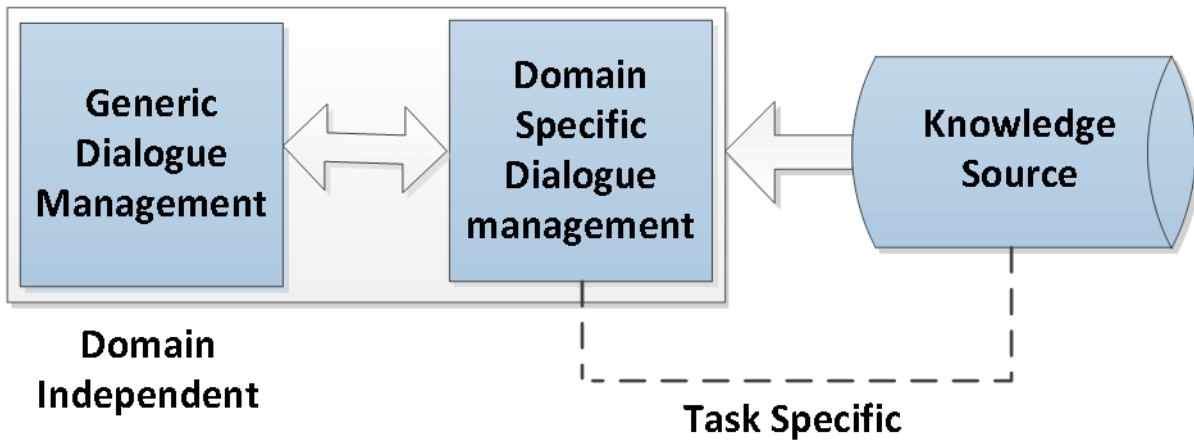 Generic
Dialogue
Management
Domain
Specific
Dialogue
management
Knowledge
Source
Domain
Independent
Task Specific